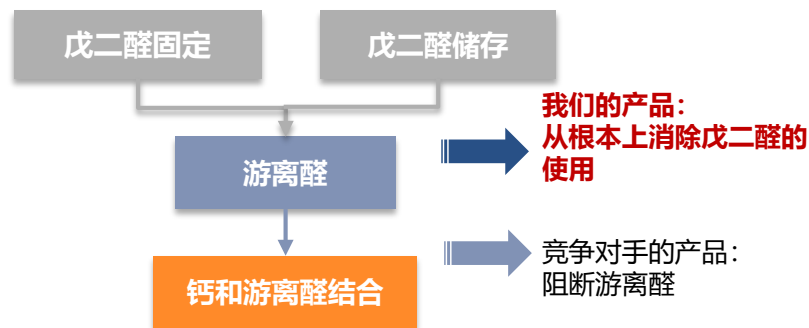 戊二醛固定
戊二醛储存
我们的产品：
从根本上消除戊二醛的
使用
游离醛
竞争对手的产品：
阻断游离醛
钙和游离醛结合